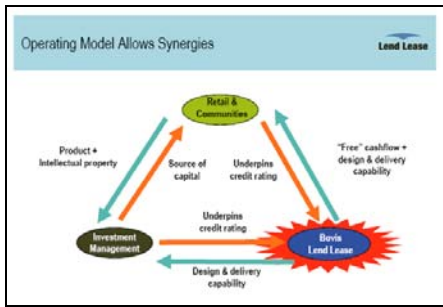 Operating Model Allows Synergies
Lend Lease
Retail &
Communities
Product +
Intellectual property
Source of
capital
Underpins
credit rating
"Free" cashflow +
design & delivery
capability
Underpins
credit rating
Investment
Management
Bovis
Lend Lease
Design & delivery
capability